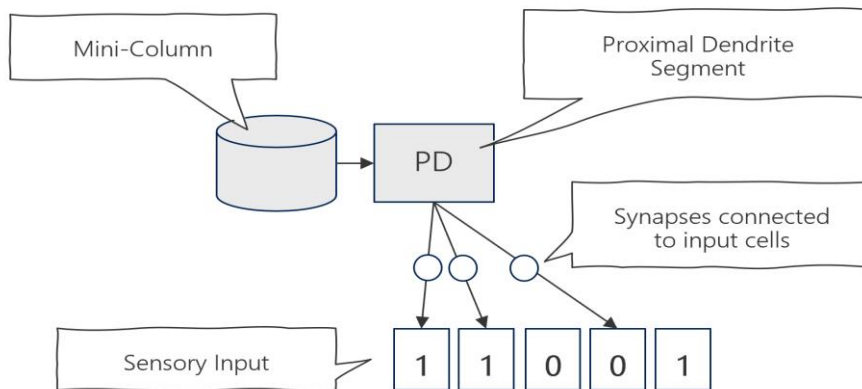 Mini-Column
Proximal Dendrite
Segment
PD
Synapses connected
to input cells
Sensory Input
1 1 0 0 1